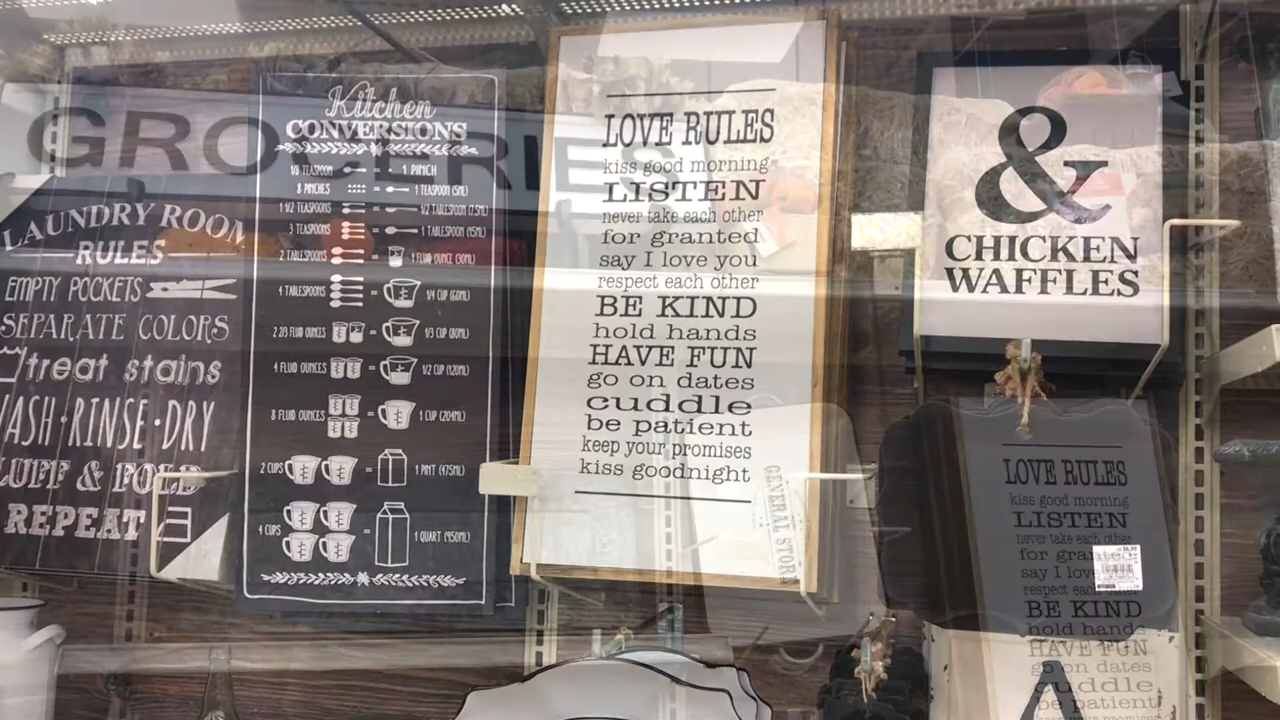 GROCERIES
LAUNDRY ROOM
RULES
EMPTY POCKETS
SEPARATE COLORS
treat stains
WASH·RINSE·DRY
FLUFF & FOLD
REPEAT
Kitchen
CONVERSIONS
1/8 TEASPOON - 1 PINCH
8 PINCHES = 1 TEASPOON (5ML)
1 1/2 TEASPOONS = 1/2 TABLESPOON (7.5ML)
3 TEASPOONS = 1 TABLESPOON (15ML)
2 TABLESPOONS = 1 FLUID OUNCE (30ML)
4 TABLESPOONS = 1/4 CUP (60ML)
2 2/3 FLUID OUNCES = 1/3 CUP (80ML)
4 FLUID OUNCES = 1/2 CUP (120ML)
8 FLUID OUNCES = 1 CUP (204ML)
2 CUPS = 1 PINT (475ML)
4 CUPS = 1 QUART (950ML)
LOVE RULES
kiss good morning
LISTEN
never take each other
for granted
say I love you
respect each other
BE KIND
hold hands
HAVE FUN
go on dates
cuddle
be patient
keep your promises
kiss goodnight
GENERAL STORE
&
CHICKEN
WAFFLES
LOVE RULES
kiss good morning
LISTEN
never take each other
for granted
say I love you
respect each other
BE KIND
hold hands
HAVE FUN
go on dates
cuddle
be patient